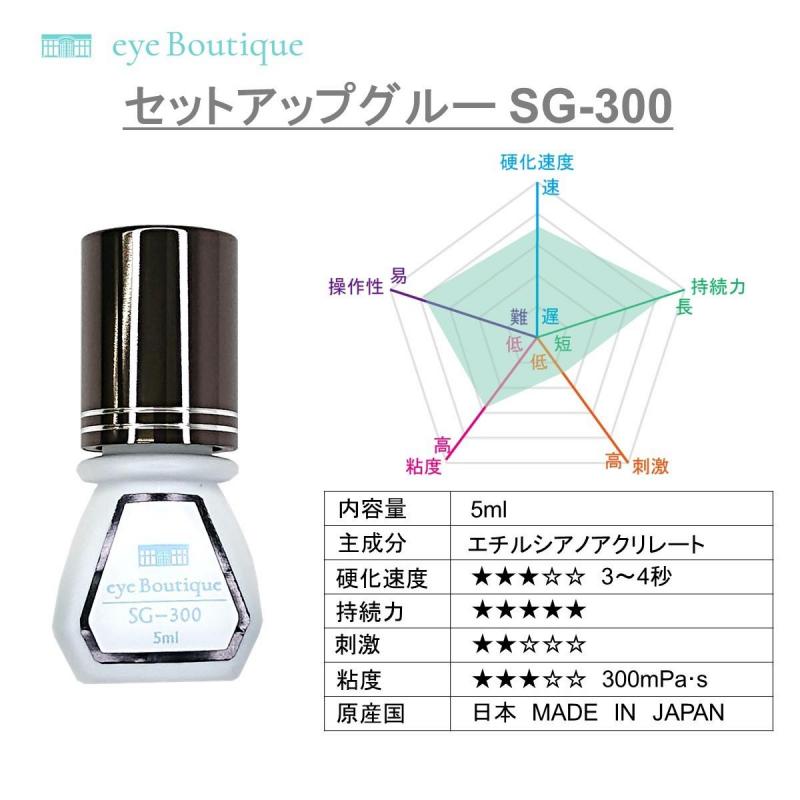 eye Boutique
セットアップグルー SG-300
硬化速度
速
操作性
易
持続力
長
難
遅
低
短
低
高
粘度
高
刺激
eye Boutique
SG-300
5ml
内容量 5ml
主成分 エチルシアノアクリレート
硬化速度 ★★★☆☆ 3～4秒
持続力 ★★★★★
刺激 ★★☆☆☆
粘度 ★★★☆☆ 300mPa·s
原産国 日本 MADE IN JAPAN